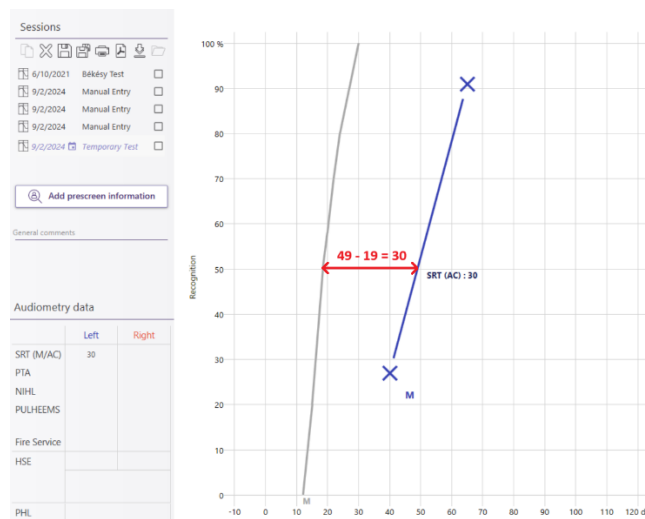 Sessions
6/10/2021 Békésy Test
9/2/2024 Manual Entry
9/2/2024 Manual Entry
9/2/2024 Manual Entry
9/2/2024 Temporary Test
Add prescreen information
General comments
Audiometry data
Left Right
SRT (M/AC) 30
PTA
NIHL
PULHEEMS
Fire Service
HSE
PHL
100 %
90
80
70
60
50
40
30
20
10
0
Recognition
49 - 19 = 30
SRT (AC) : 30
M
M
-10 0 10 20 30 40 50 60 70 80 90 100 110 120 d